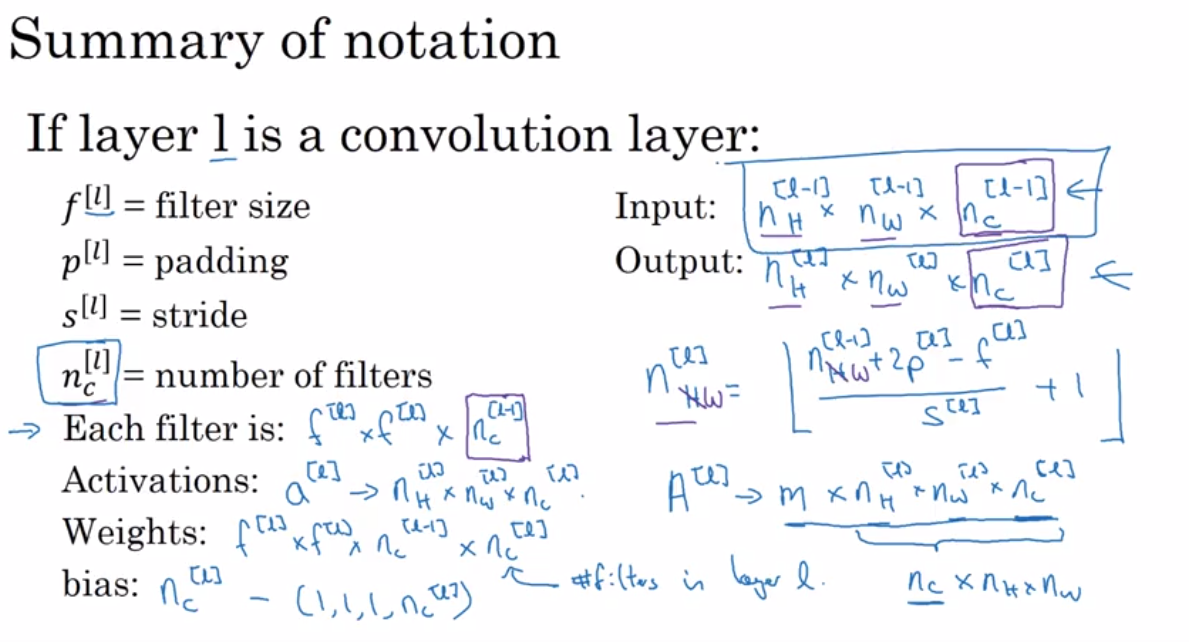 Summary of notation
If layer l is a convolution layer:
f^[l] = filter size
p^[l] = padding
s^[l] = stride
n_c^[l] = number of filters
→ Each filter is: f^[l] × f^[l] × n_c^[l-1]
Activations: a^[l] → n_H^[l] × n_W^[l] × n_c^[l].
Weights: f^[l] × f^[l] × n_c^[l-1] × n_c^[l]
bias: n_c^[l] - (1,1,1,n_c^[l])
#filters in layer l.
Input: n_H^[l-1] × n_W^[l-1] × n_c^[l-1] ←
Output: n_H^[l] × n_W^[l] × n_c^[l] ←
n_HW^[l] = ⌊ (n_HW^[l-1] + 2p^[l] - f^[l]) / s^[l] + 1 ⌋
A^[l] → m × n_H^[l] × n_W^[l] × n_c^[l]
n_c × n_H × n_W